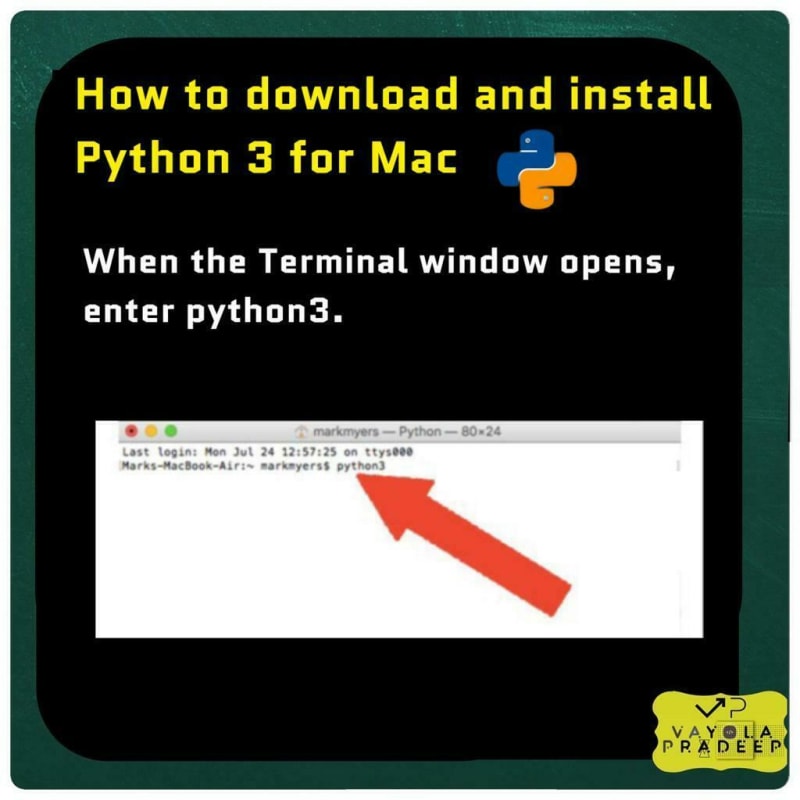 How to download and install
Python 3 for Mac
When the Terminal window opens,
enter python3.
markmyers — Python — 80×24
Last login: Mon Jul 24 12:57:25 on ttys000
Marks-MacBook-Air:~ markmyers$ python3
VP
VAYOLA
PRADEEP